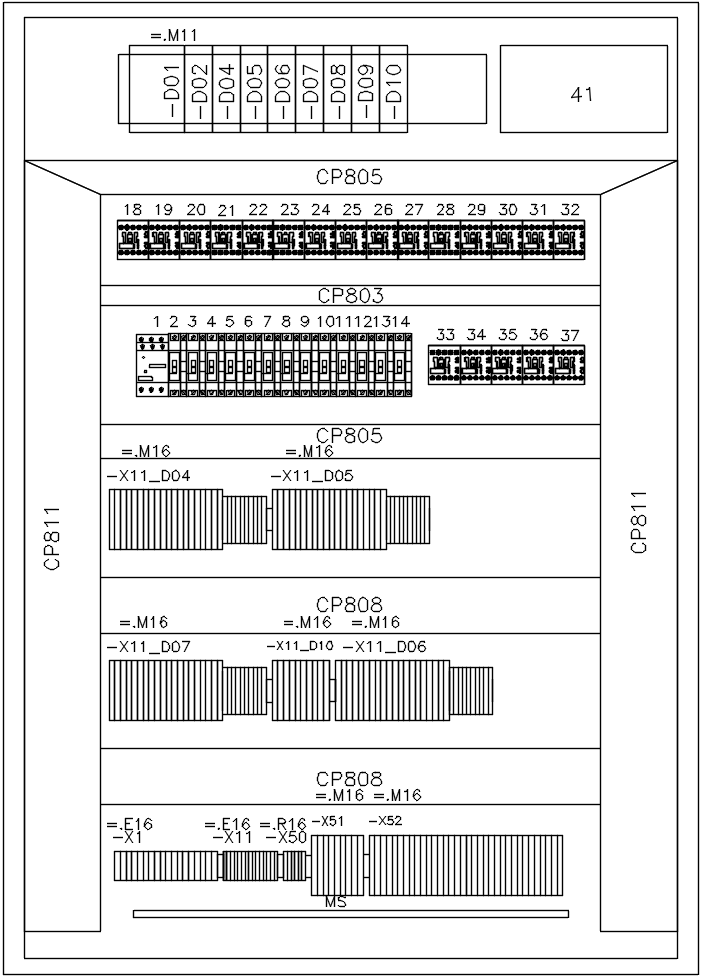 =.M11
-D01 -D02 -D04 -D05 -D06 -D07 -D08 -D09 -D10
41
CP805
18 19 20 21 22 23 24 25 26 27 28 29 30 31 32
CP803
1 2 3 4 5 6 7 8 9 10 11 12 13 14
33 34 35 36 37
CP805
=.M16 =.M16
-X11_D04 -X11_D05
CP811
CP811
CP808
=.M16 =.M16 =.M16
-X11_D07 -X11_D10 -X11_D06
CP808
=.M16 =.M16
=.E16 =.E16 =.R16 -X51 -X52
-X1 -X11 -X50
MS